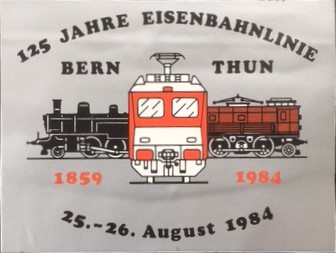 125 JAHRE EISENBAHNLINIE
BERN THUN
1859 1984
25.-26. August 1984